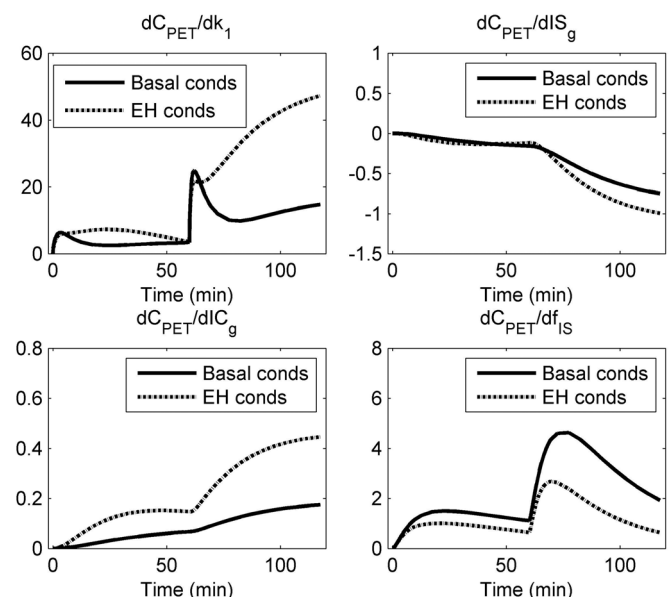 dC_PET/dk_1
60
40
20
0
Basal conds
EH conds
0 50 100
Time (min)
dC_PET/dIS_g
1
0.5
0
-0.5
-1
-1.5
Basal conds
EH conds
0 50 100
Time (min)
dC_PET/dIC_g
0.8
0.6
0.4
0.2
0
Basal conds
EH conds
0 50 100
Time (min)
dC_PET/df_IS
8
6
4
2
0
Basal conds
EH conds
0 50 100
Time (min)